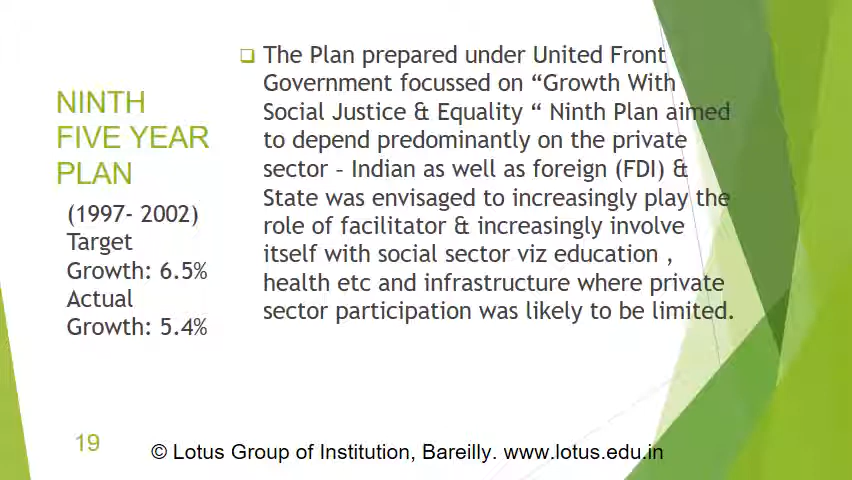 NINTH
FIVE YEAR
PLAN
(1997- 2002)
Target
Growth: 6.5%
Actual
Growth: 5.4%
❑ The Plan prepared under United Front
Government focussed on “Growth With
Social Justice & Equality “ Ninth Plan aimed
to depend predominantly on the private
sector – Indian as well as foreign (FDI) &
State was envisaged to increasingly play the
role of facilitator & increasingly involve
itself with social sector viz education ,
health etc and infrastructure where private
sector participation was likely to be limited.
19
© Lotus Group of Institution, Bareilly. www.lotus.edu.in